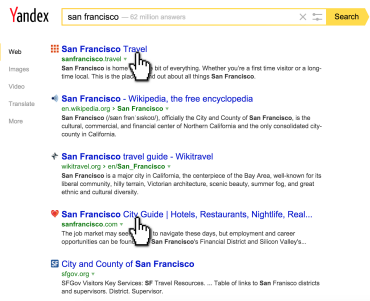 Yandex
san francisco — 62 million answers
Search
Web
Images
Video
Translate
More
San Francisco Travel
sanfrancisco.travel
San Francisco is home bit of everything. Whether you're a first time visitor or a long-
time local. This is the place out about all things San Francisco.
San Francisco - Wikipedia, the free encyclopedia
en.wikipedia.org › San Francisco
San Francisco (/sæn frənˈsɪskoʊ/), officially the City and County of San Francisco, is the
cultural, commercial, and financial center of Northern California and the only consolidated city-
county in California.
San Francisco travel guide - Wikitravel
wikitravel.org › en/San_Francisco
San Francisco is a major city in California, the centerpiece of the Bay Area, well-known for its
liberal community, hilly terrain, Victorian architecture, scenic beauty, summer fog, and great
ethnic and cultural diversity.
San Francisco City Guide | Hotels, Restaurants, Nightlife, Real...
sanfrancisco.com
The job market may see to navigate these days, but employment and career
opportunities can be found San Francisco's Financial District and Silicon Valley's...
City and County of San Francisco
sfgov.org
SFGov Visitors Key Services: SF Travel Resources. ... Table of links to San Fransisco districts
and supervisors. District. Supervisor.